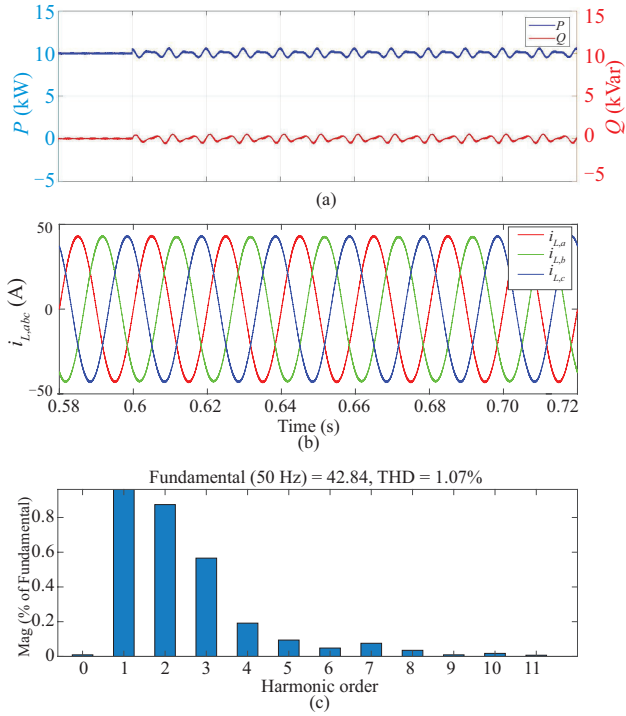 15
10
5
0
−5
P (kW)
P
Q
15
10
5
0
−5
Q (kVar)
(a)
50
0
−50
i_{L,abc} (A)
i_{L,a}
i_{L,b}
i_{L,c}
0.58 0.6 0.62 0.64 0.66 0.68 0.70 0.72
Time (s)
(b)
Fundamental (50 Hz) = 42.84, THD = 1.07%
0.8
0.6
0.4
0.2
0
Mag (% of Fundamental)
0 1 2 3 4 5 6 7 8 9 10 11
Harmonic order
(c)